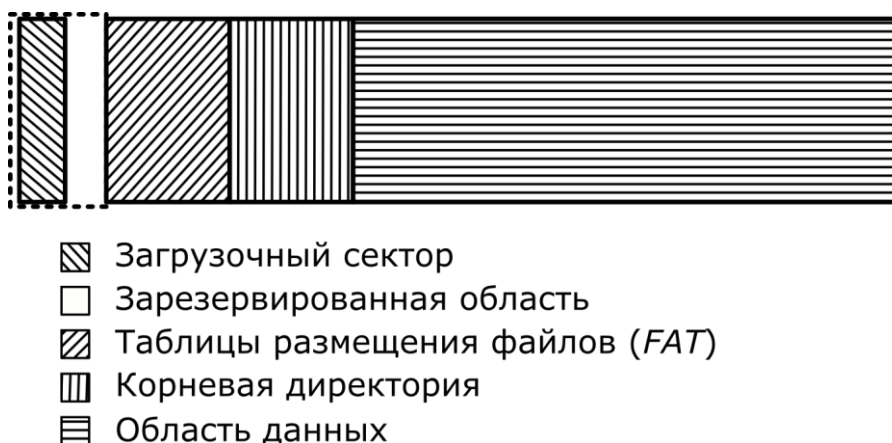 Загрузочный сектор
Зарезервированная область
Таблицы размещения файлов (FAT)
Корневая директория
Область данных